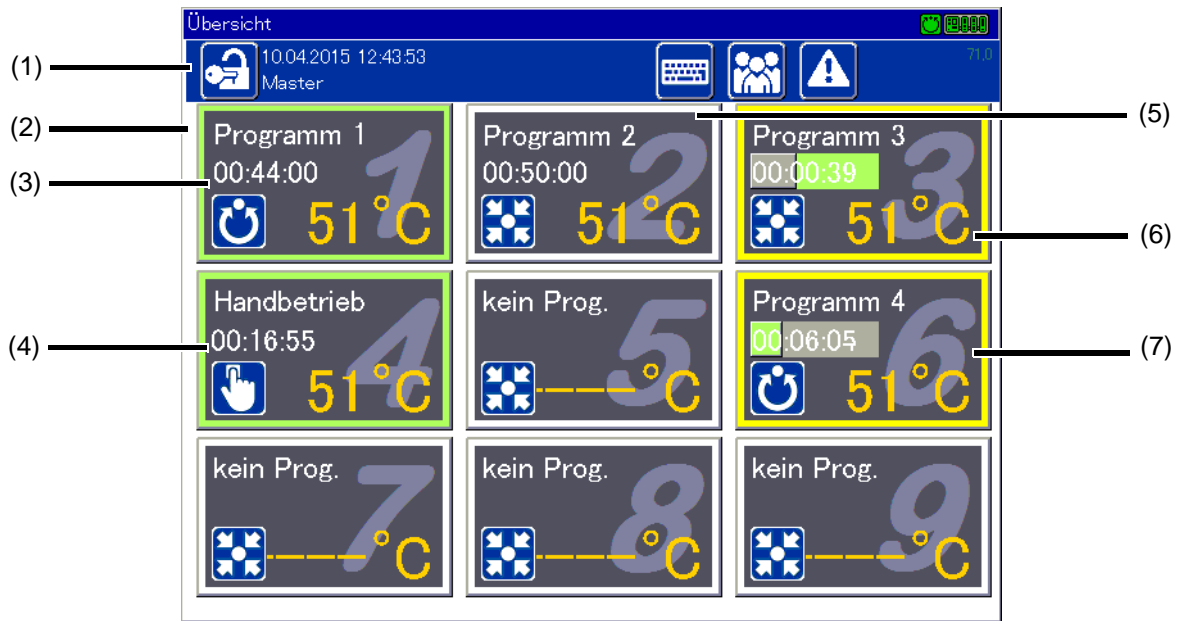 Übersicht
(1)
10.04.2015 12:43:53
71,0
Master
(2)
(5)
Programm 1
1
Programm 2
2
Programm 3
3
(3)
00:44:00
00:50:00
00:00:39
51°C
51°C
51°C
(6)
Handbetrieb
4
kein Prog.
5
Programm 4
6
(4)
00:16:55
00:06:05
(7)
51°C
----°C
51°C
kein Prog.
7
kein Prog.
8
kein Prog.
9
----°C
----°C
----°C